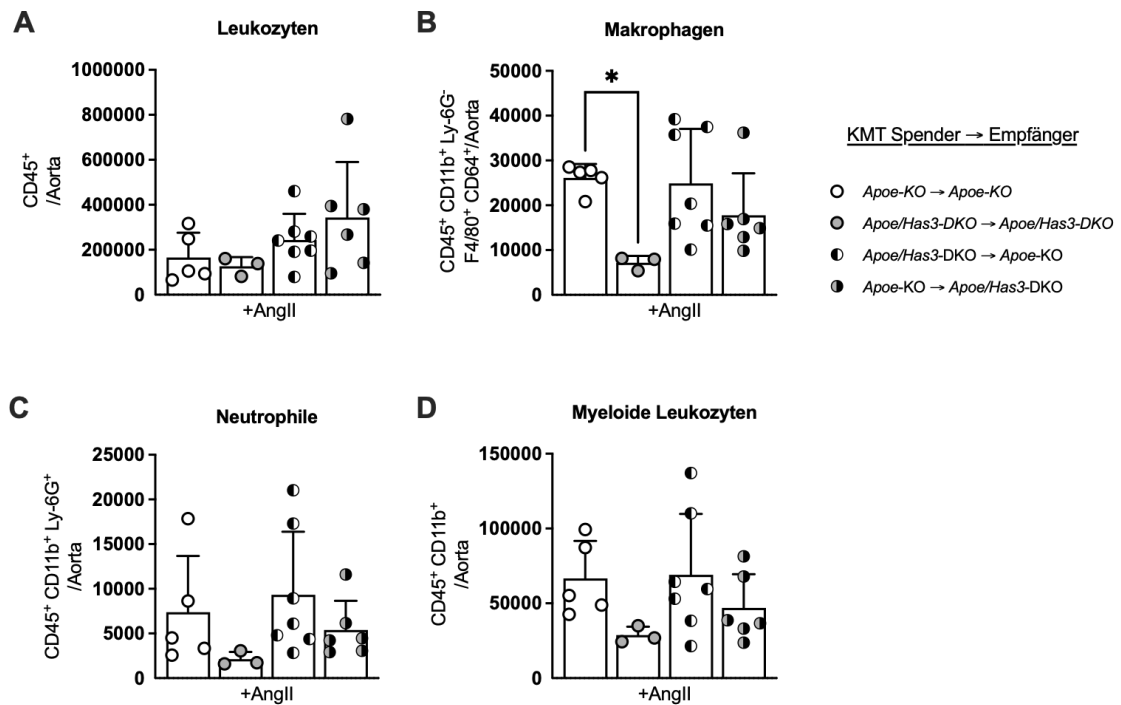 A
Leukozyten
CD45⁺
/Aorta
1000000
800000
600000
400000
200000
0
+AngII
B
Makrophagen
CD45⁺ CD11b⁺ Ly-6G⁻
F4/80⁺ CD64⁺/Aorta
50000
40000
30000
20000
10000
0
*
+AngII
KMT Spender → Empfänger
Apoe-KO → Apoe-KO
Apoe/Has3-DKO → Apoe/Has3-DKO
Apoe/Has3-DKO → Apoe-KO
Apoe-KO → Apoe/Has3-DKO
C
Neutrophile
CD45⁺ CD11b⁺ Ly-6G⁺
/Aorta
25000
20000
15000
10000
5000
0
+AngII
D
Myeloide Leukozyten
CD45⁺ CD11b⁺
/Aorta
150000
100000
50000
0
+AngII